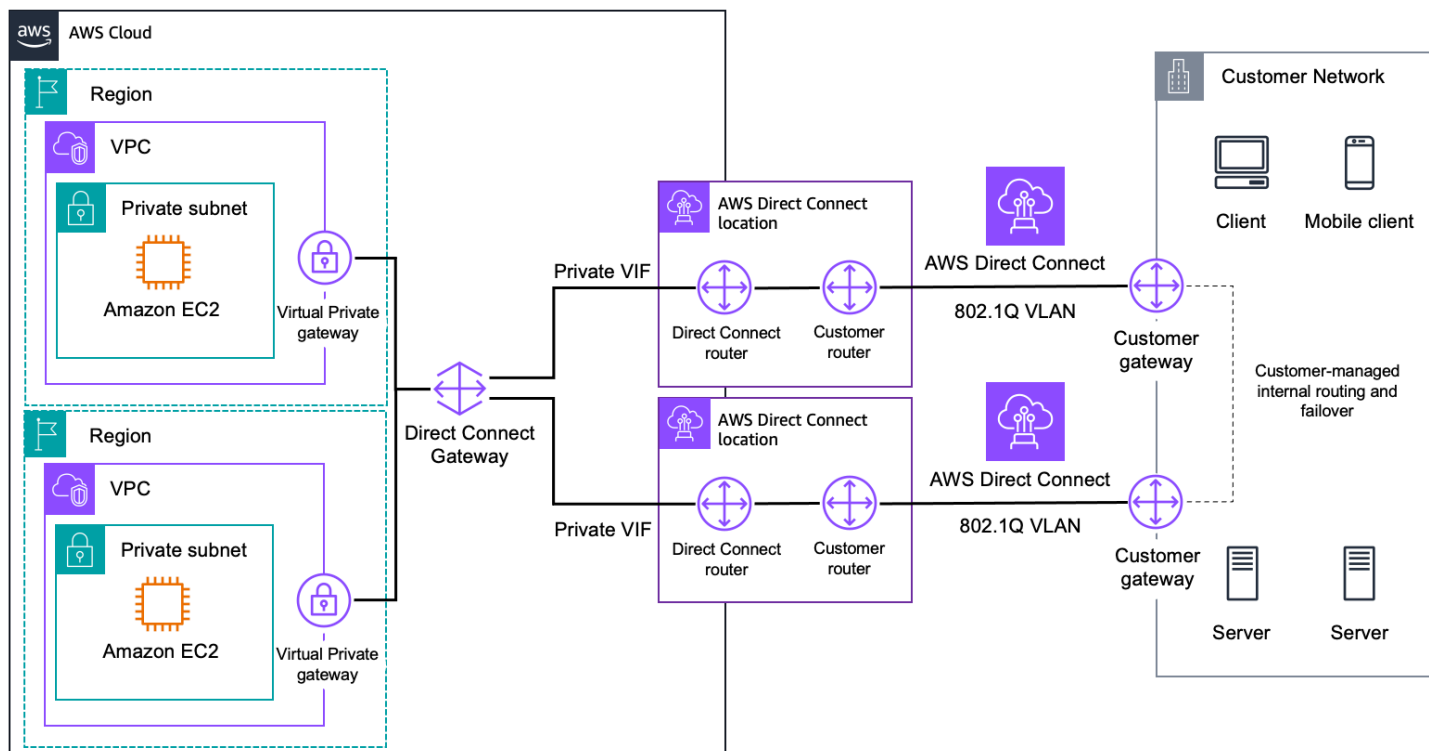 aws
AWS Cloud
Region
VPC
Private subnet
Amazon EC2
Virtual Private
gateway
Region
VPC
Private subnet
Amazon EC2
Virtual Private
gateway
Direct Connect
Gateway
Private VIF
Private VIF
AWS Direct Connect
location
Direct Connect
router
Customer
router
AWS Direct Connect
location
Direct Connect
router
Customer
router
AWS Direct Connect
802.1Q VLAN
AWS Direct Connect
802.1Q VLAN
Customer Network
Client
Mobile client
Customer
gateway
Customer-managed
internal routing and
failover
Customer
gateway
Server
Server